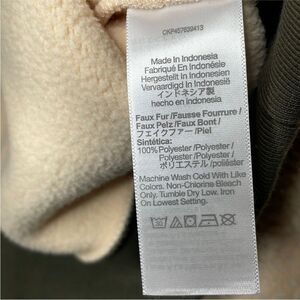 CKP457639413
Made In Indonesia
Fabriqué En Indonésie
Hergestellt In Indonesien
Vervaardigd In Indonesië
インドネシア製
hecho en indonesia
Faux Fur /Fausse Fourrure /
Faux Pelz /Faux Bont /
フェイクファー /Piel
Sintética:
100%Polyester /Polyester
/Polyester /Polyester /
ポリエステル /poliéster
Machine Wash Cold With Like
Colors. Non-Chlorine Bleach
Only. Tumble Dry Low. Iron
On Lowest Setting.